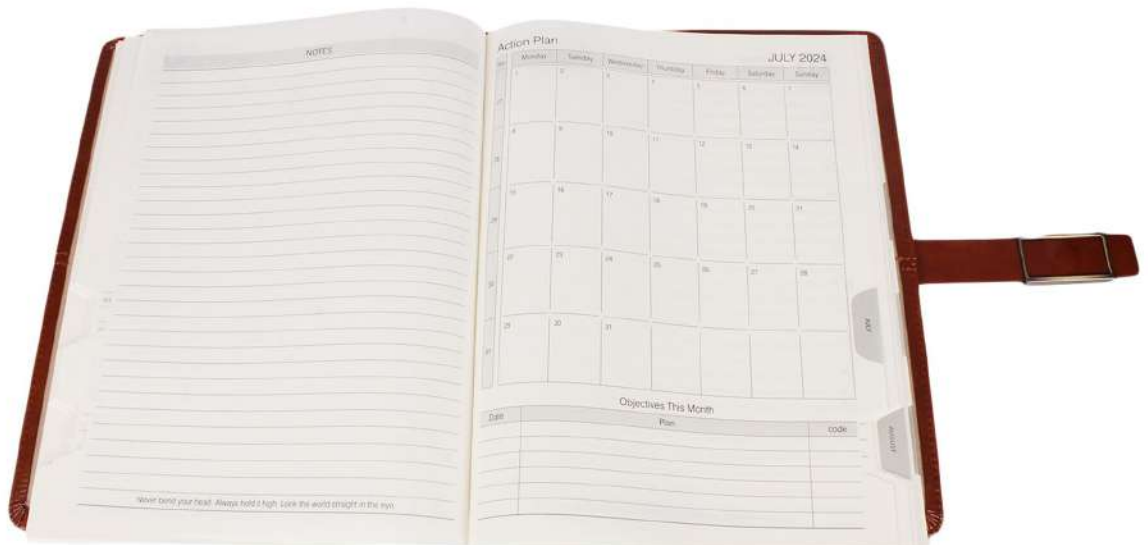 NOTES
Never bend your head. Always hold it high. Look the world straight in the eye.
Action Plan
JULY 2024
Monday Tuesday Wednesday Thursday Friday Saturday Sunday
1 2 3 4 5 6 7
8 9 10 11 12 13 14
15 16 17 18 19 20 21
22 23 24 25 26 27 28
29 30 31
Objectives This Month
Date Plan code
JULY
AUGUST